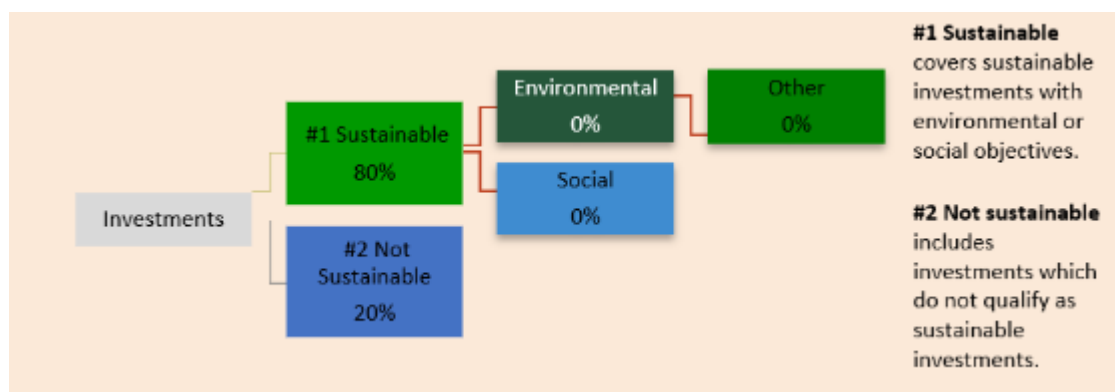 Investments
#1 Sustainable
80%
#2 Not
Sustainable
20%
Environmental
0%
Social
0%
Other
0%
#1 Sustainable
covers sustainable
investments with
environmental or
social objectives.
#2 Not sustainable
includes
investments which
do not qualify as
sustainable
investments.